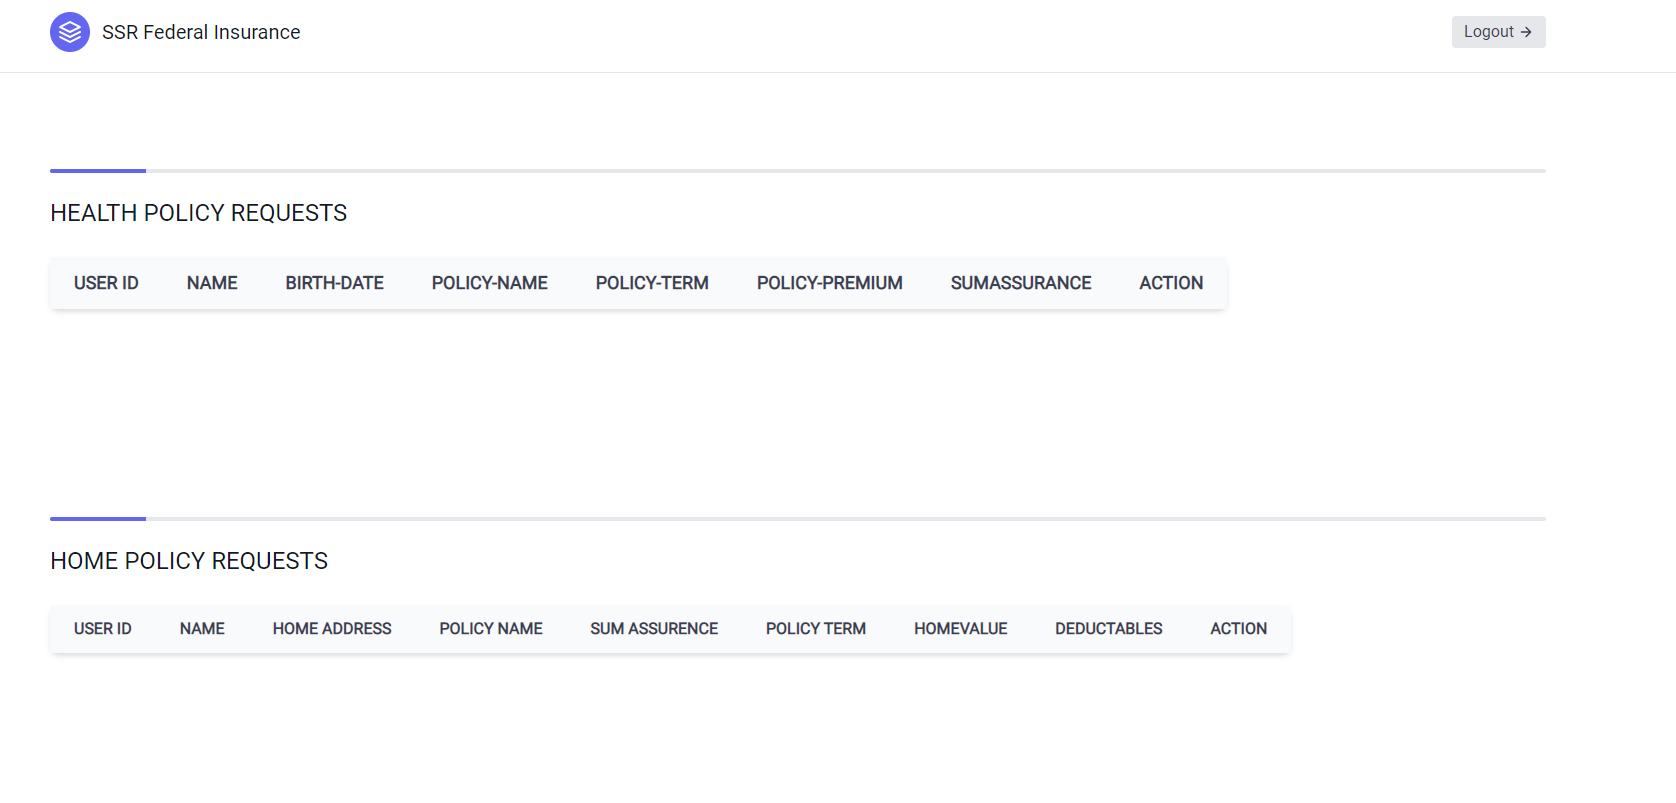 SSR Federal Insurance
Logout →
HEALTH POLICY REQUESTS
USER ID NAME BIRTH-DATE POLICY-NAME POLICY-TERM POLICY-PREMIUM SUMASSURANCE ACTION
HOME POLICY REQUESTS
USER ID NAME HOME ADDRESS POLICY NAME SUM ASSURENCE POLICY TERM HOMEVALUE DEDUCTABLES ACTION